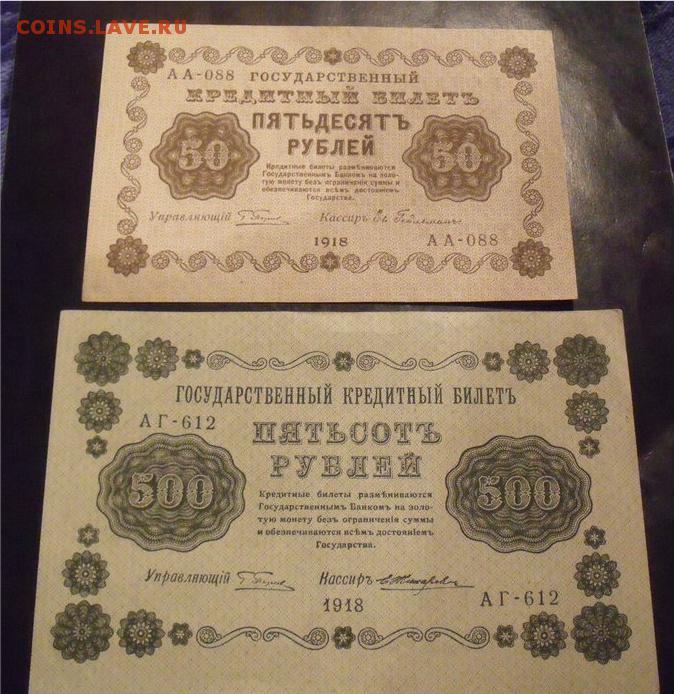 COINS.LAVE.RU
АА-088 ГОСУДАРСТВЕННЫЙ
КРЕДИТНЫЙ БИЛЕТЪ
ПЯТЬДЕСЯТЪ
РУБЛЕЙ
50 50
Кредитные билеты размѣниваются
Государственнымъ Банкомъ на золо-
тую монету безъ ограниченія суммы и
обезпечиваются всѣмъ достояніемъ
Государства.
Управляющій Кассиръ
1918 АА-088
ГОСУДАРСТВЕННЫЙ КРЕДИТНЫЙ БИЛЕТЪ
АГ-612
ПЯТЬСОТЪ
РУБЛЕЙ
500 500
Кредитные билеты размѣниваются
Государственнымъ Банкомъ на золо-
тую монету безъ ограниченія суммы
и обезпечиваются всѣмъ достояніемъ
Государства.
Управляющій Кассиръ
1918 АГ-612